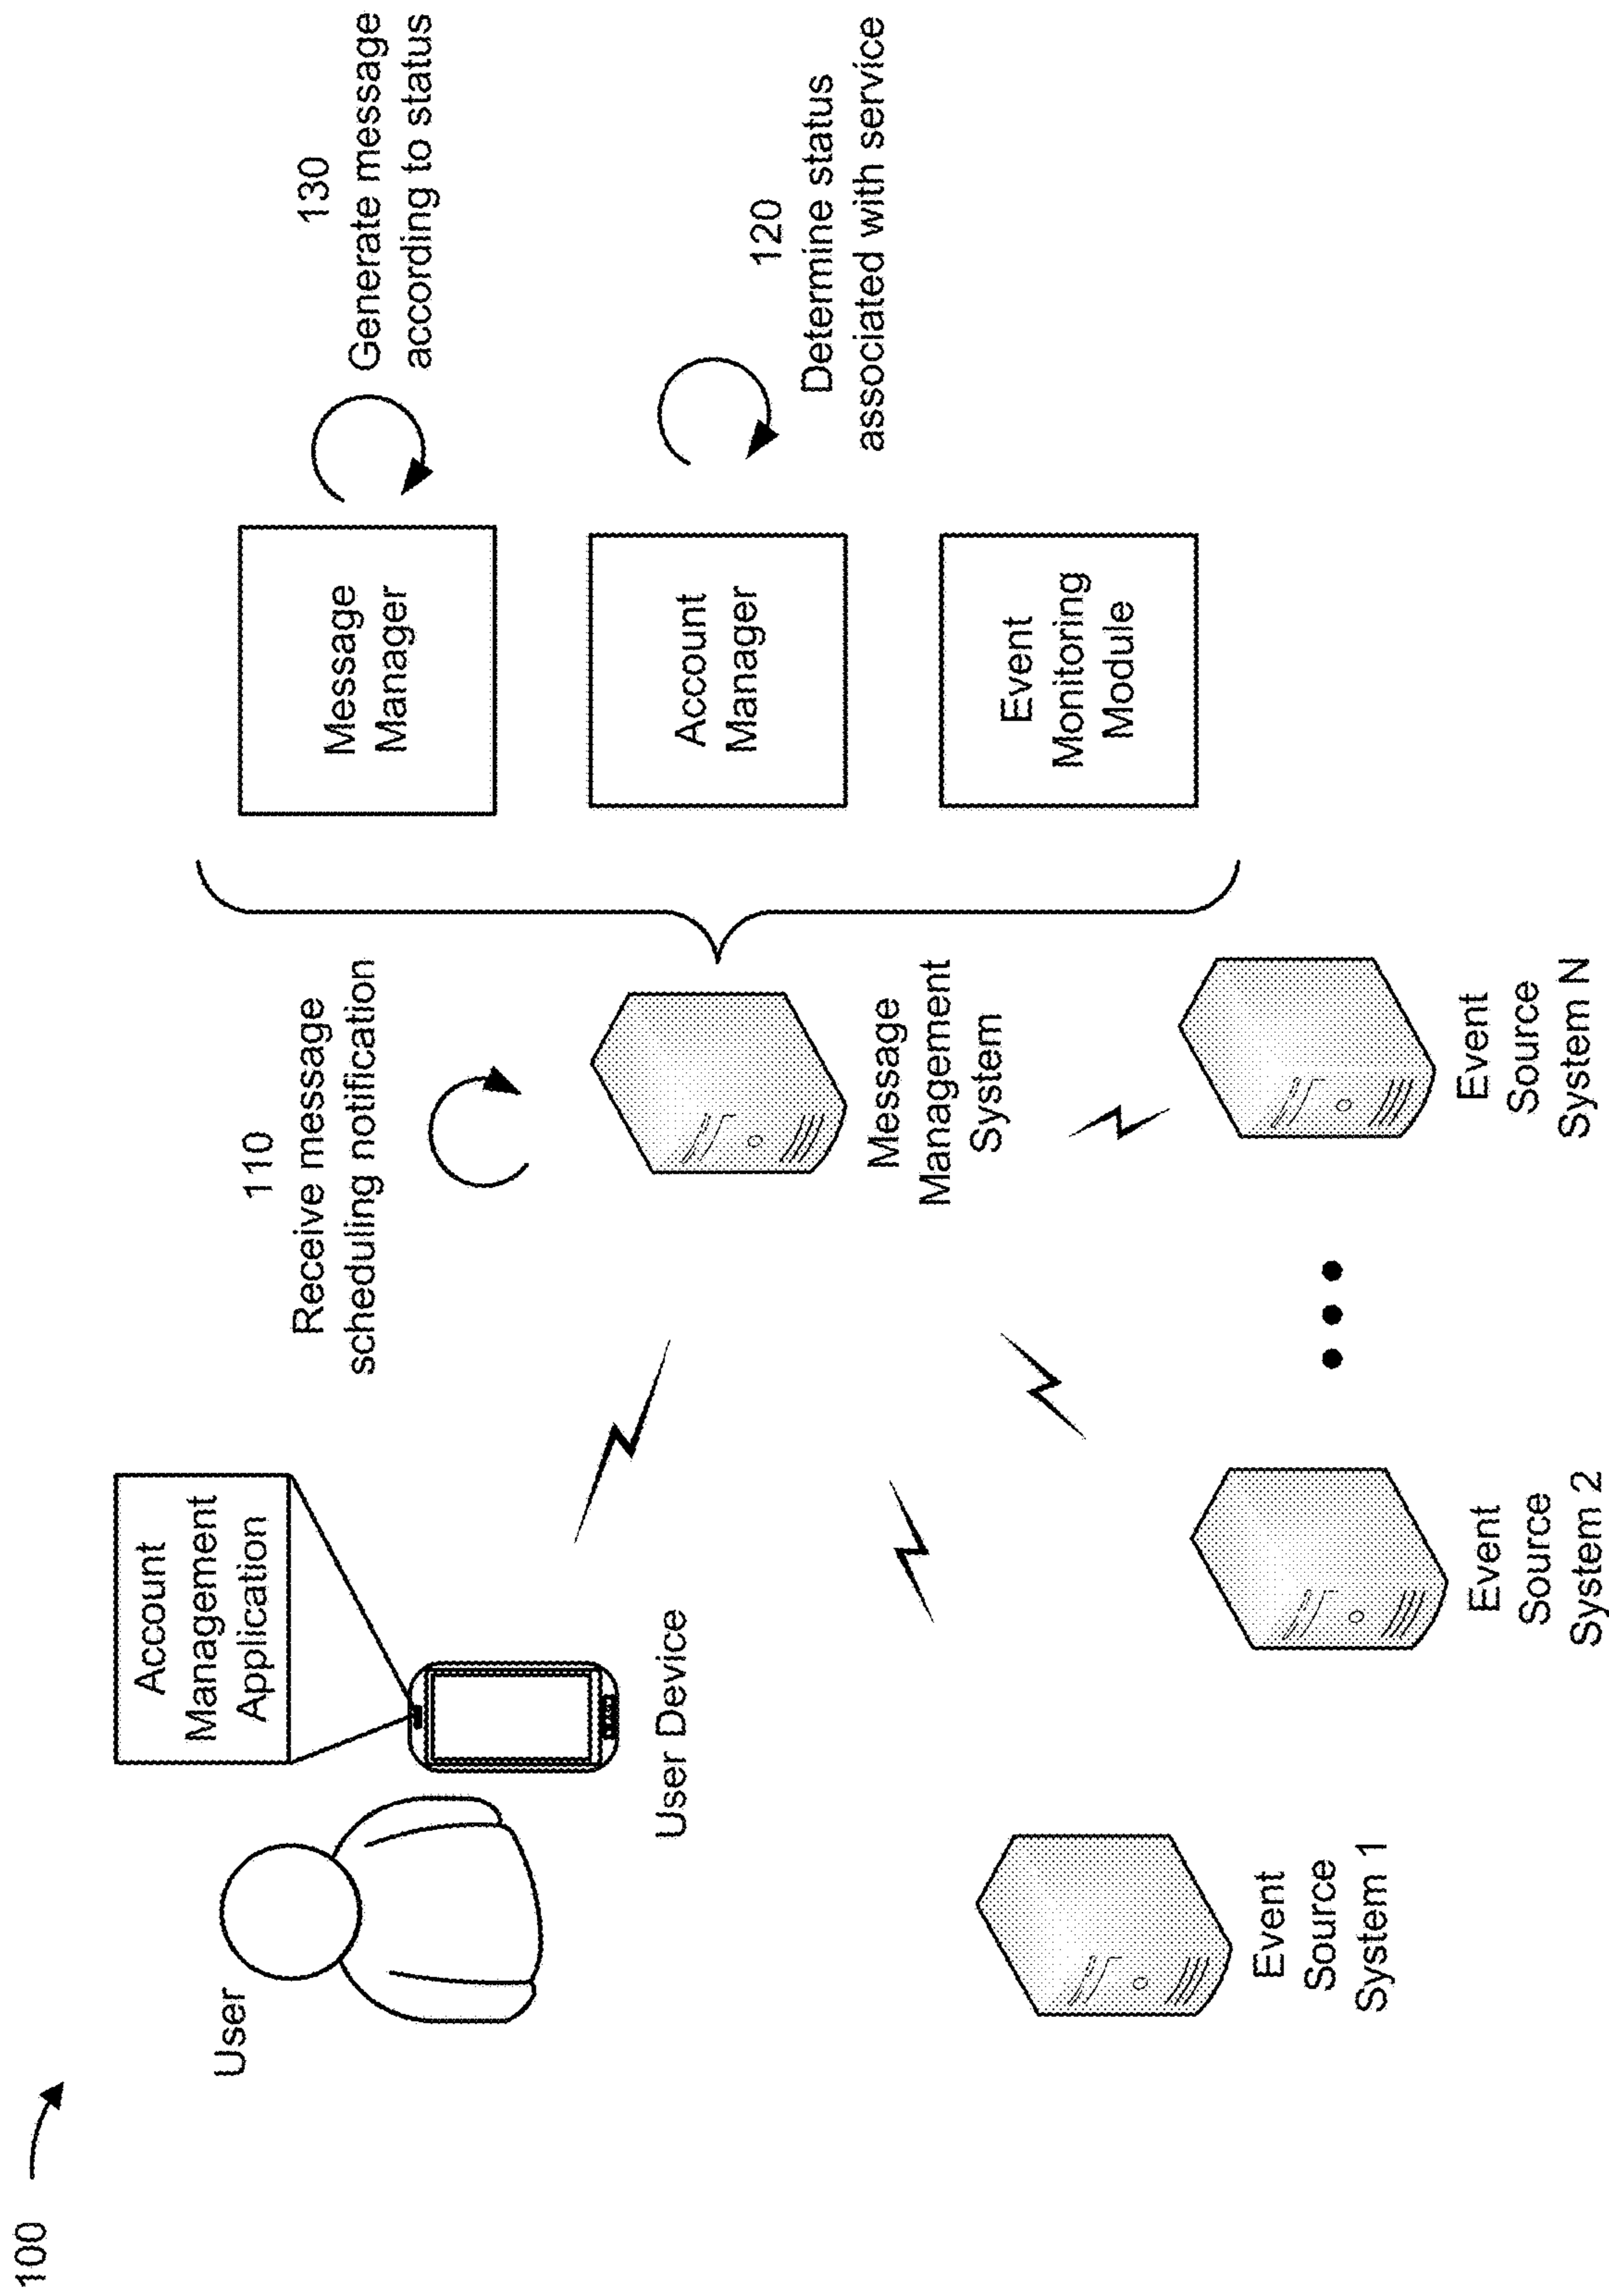 100
User
Account
Management
Application
User Device
110
Receive message
scheduling notification
Message
Management
System
Message
Manager
130
Generate message
according to status
Account
Manager
120
Determine status
associated with service
Event
Monitoring
Module
Event
Source
System 1
Event
Source
System 2
Event
Source
System N